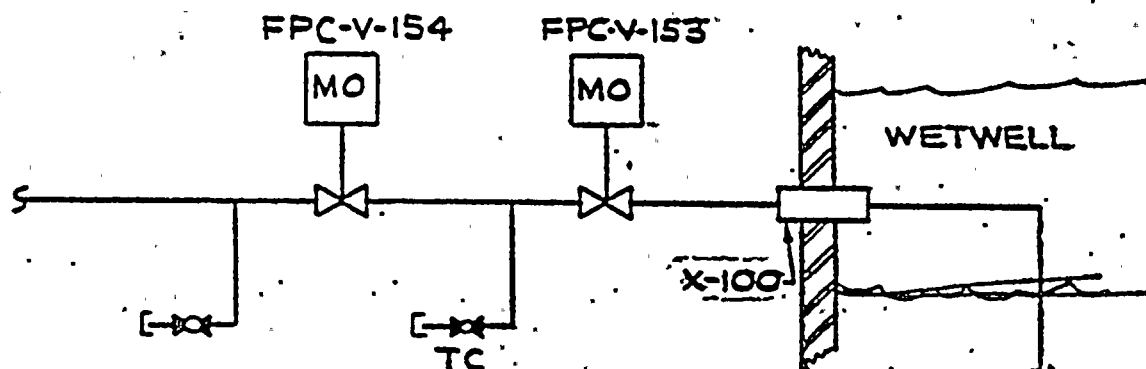 FPC-V-154 FPC-V-153
MO MO
WETWELL
X-100
TC